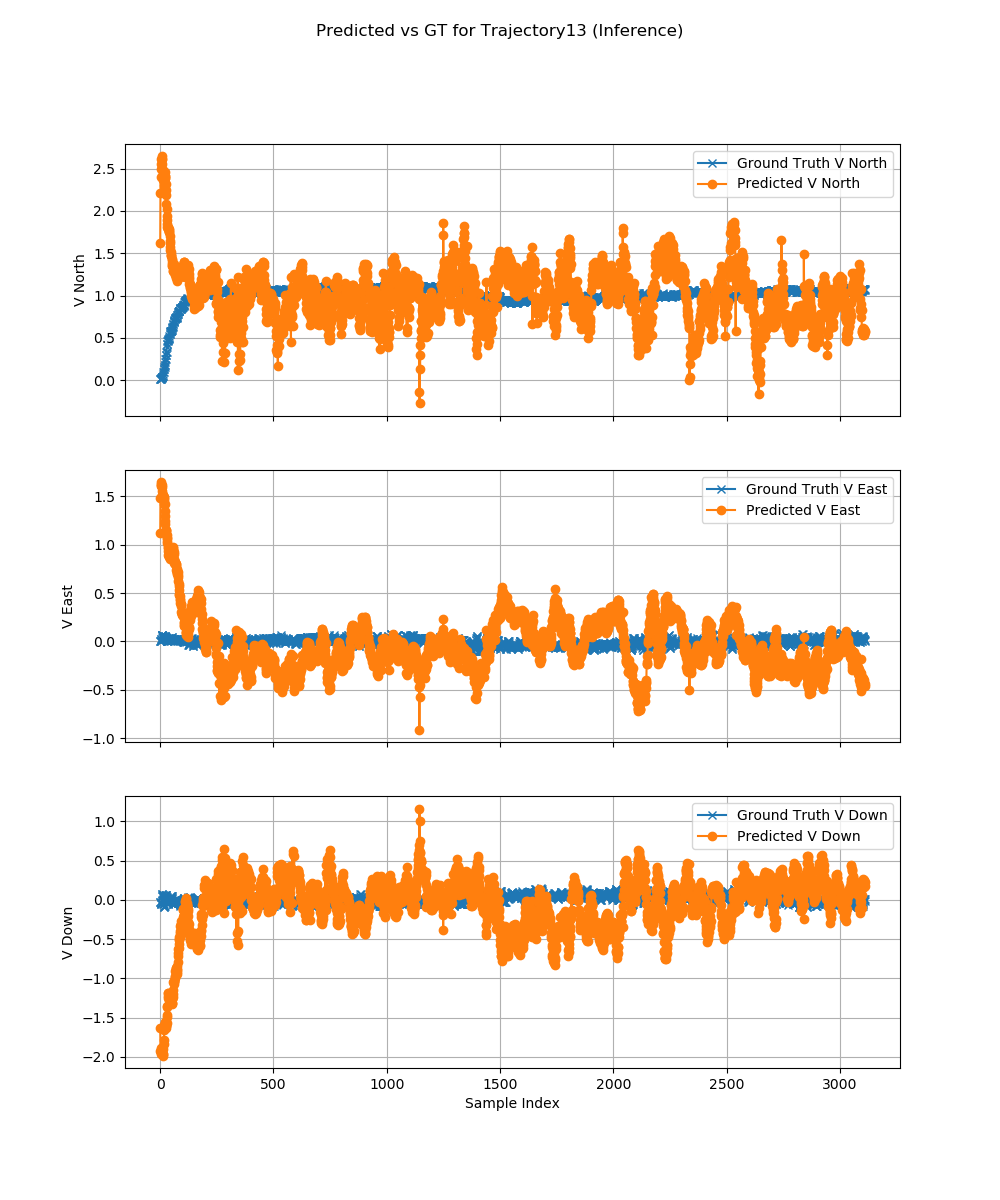 Predicted vs GT for Trajectory13 (Inference)
2.5
2.0
1.5
1.0
0.5
0.0
V North
Ground Truth V North
Predicted V North
1.5
1.0
0.5
0.0
−0.5
−1.0
V East
Ground Truth V East
Predicted V East
1.0
0.5
0.0
−0.5
−1.0
−1.5
−2.0
V Down
Ground Truth V Down
Predicted V Down
0 500 1000 1500 2000 2500 3000
Sample Index